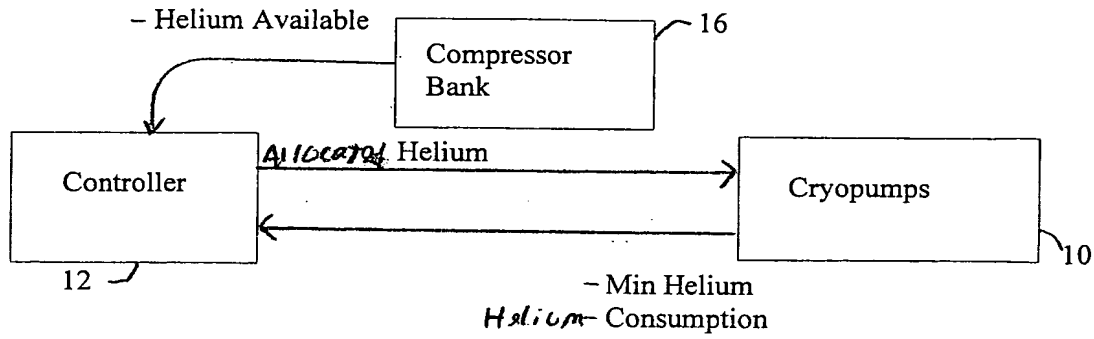 – Helium Available
16
Compressor
Bank
Allocated Helium
Controller
Cryopumps
12
10
– Min Helium
Helium – Consumption